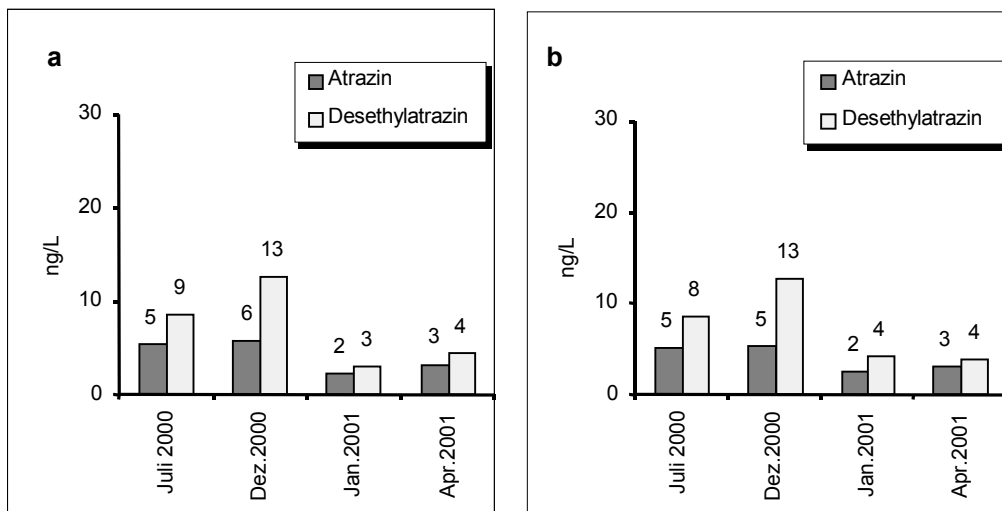 a
Atrazin
Desethylatrazin
30
20
10
0
ng/L
5
9
6
13
2
3
3
4
Juli 2000
Dez.2000
Jan.2001
Apr.2001
b
Atrazin
Desethylatrazin
30
20
10
0
ng/L
5
8
5
13
2
4
3
4
Juli 2000
Dez.2000
Jan.2001
Apr.2001